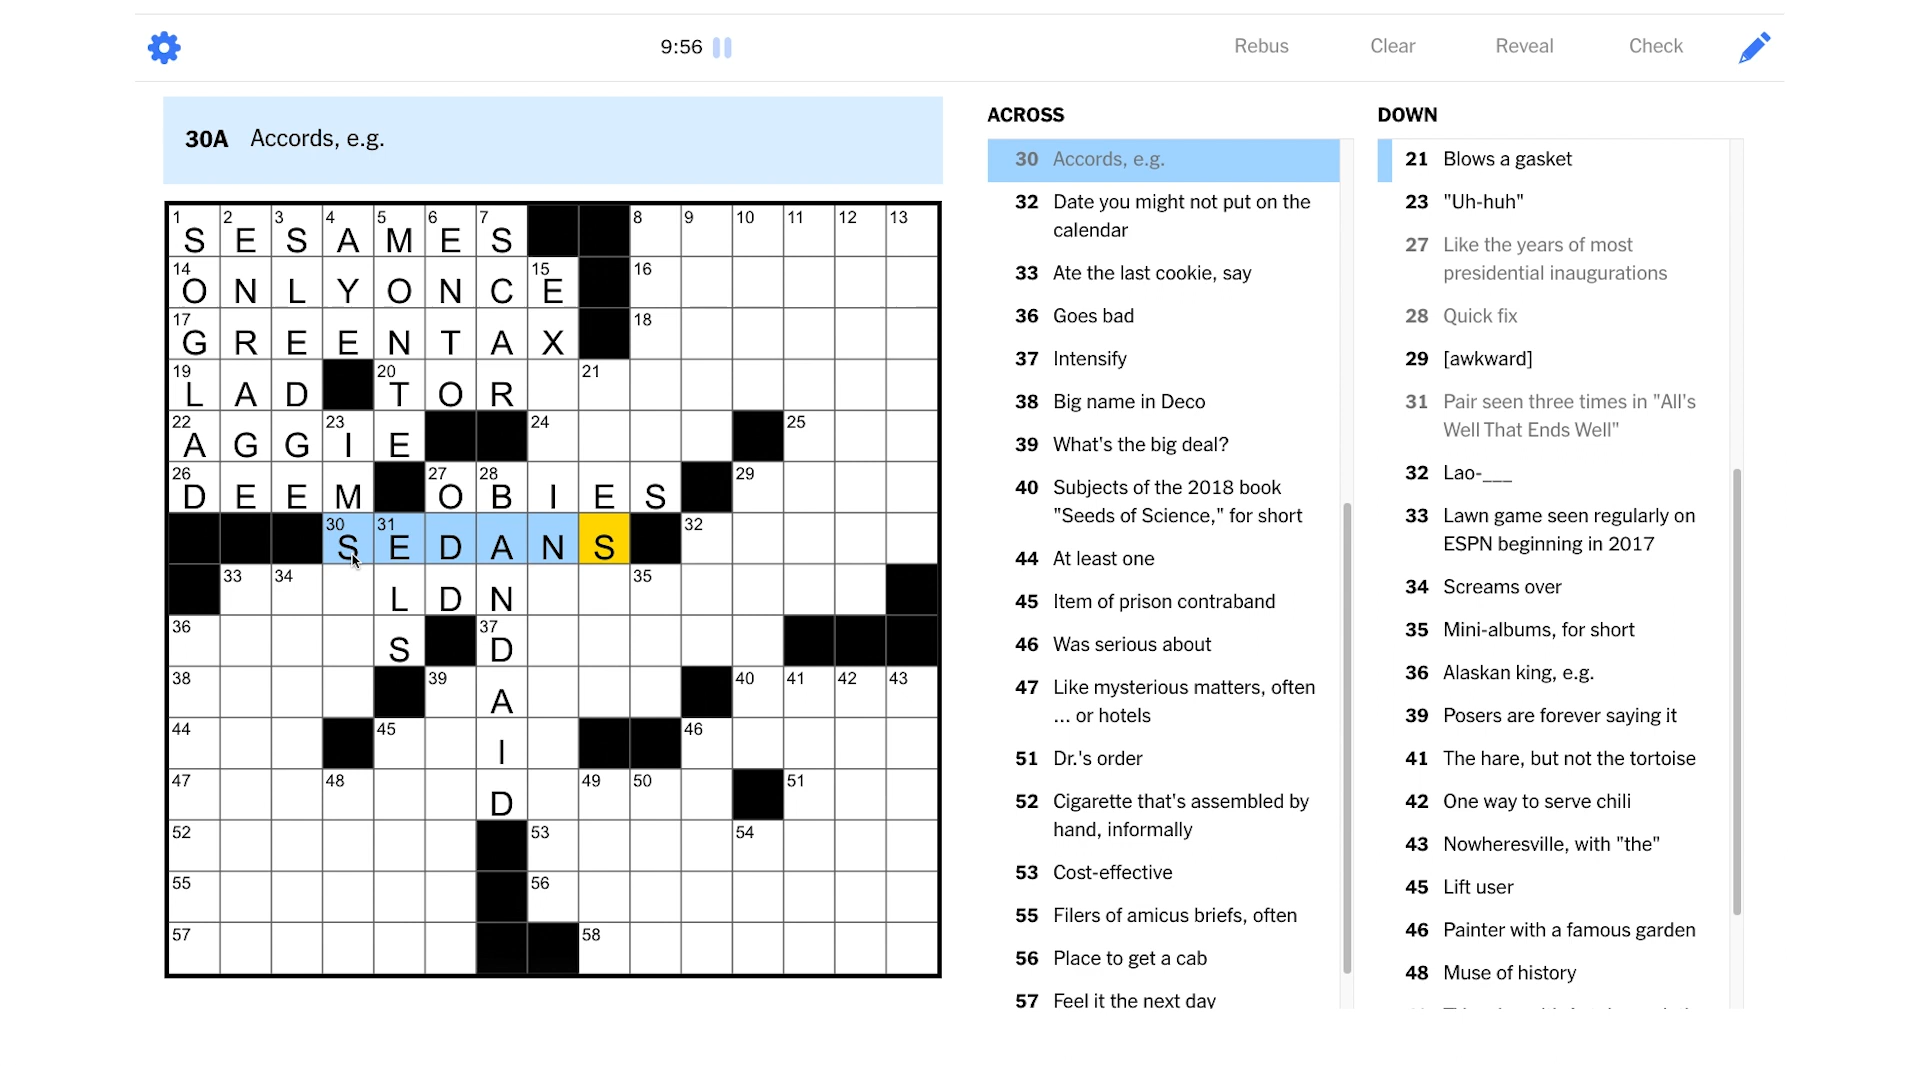 9:56
Rebus Clear Reveal Check
30A Accords, e.g.
1 2 3 4 5 6 7 8 9 10 11 12 13
S E S A M E S
14 15 16
O N L Y O N C E
17 18
G R E E N T A X
19 20 21
L A D T O R
22 23 24 25
A G G I E
26 27 28 29
D E E M O B I E S
30 31 32
S E D A N S
33 34 35
L D N
36 37
S D
38 39 40 41 42 43
A
44 45 46
I
47 48 49 50 51
D
52 53 54
55 56
57 58
ACROSS
30 Accords, e.g.
32 Date you might not put on the
calendar
33 Ate the last cookie, say
36 Goes bad
37 Intensify
38 Big name in Deco
39 What's the big deal?
40 Subjects of the 2018 book
"Seeds of Science," for short
44 At least one
45 Item of prison contraband
46 Was serious about
47 Like mysterious matters, often
... or hotels
51 Dr.'s order
52 Cigarette that's assembled by
hand, informally
53 Cost-effective
55 Filers of amicus briefs, often
56 Place to get a cab
57 Feel it the next day
DOWN
21 Blows a gasket
23 "Uh-huh"
27 Like the years of most
presidential inaugurations
28 Quick fix
29 [awkward]
31 Pair seen three times in "All's
Well That Ends Well"
32 Lao-___
33 Lawn game seen regularly on
ESPN beginning in 2017
34 Screams over
35 Mini-albums, for short
36 Alaskan king, e.g.
39 Posers are forever saying it
41 The hare, but not the tortoise
42 One way to serve chili
43 Nowheresville, with "the"
45 Lift user
46 Painter with a famous garden
48 Muse of history